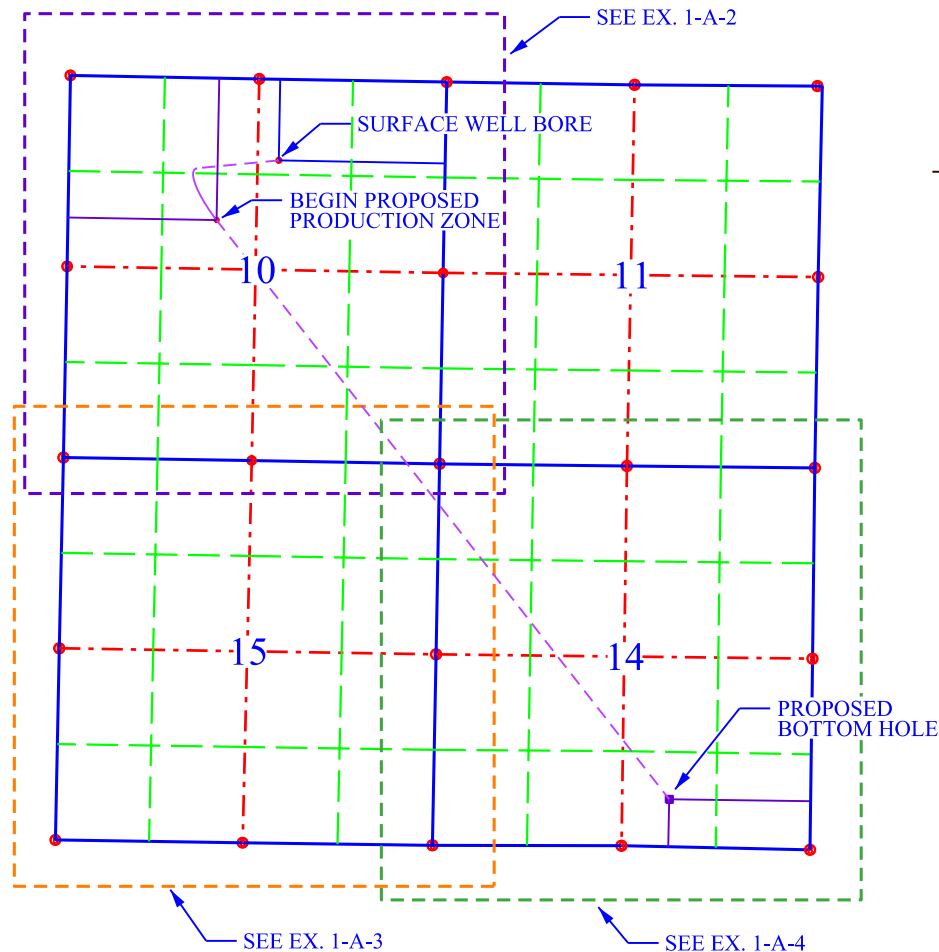 SEE EX. 1-A-2
SURFACE WELL BORE
BEGIN PROPOSED
PRODUCTION ZONE
10
11
15
14
PROPOSED
BOTTOM HOLE
SEE EX. 1-A-3
SEE EX. 1-A-4